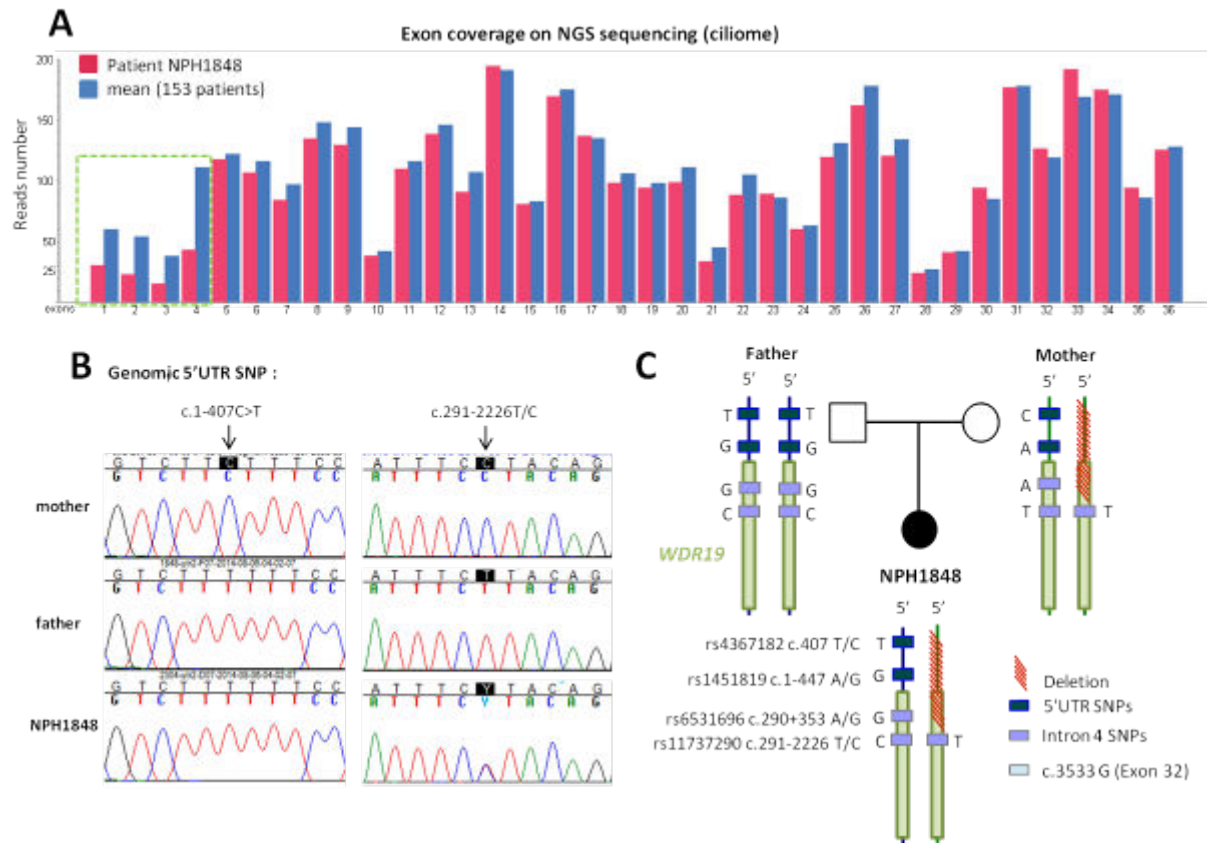 A
Exon coverage on NGS sequencing (ciliome)
200
150
100
50
25
Reads number
Patient NPH1848
mean (153 patients)
exons 1 2 3 4 5 6 7 8 9 10 11 12 13 14 15 16 17 18 19 20 21 22 23 24 25 26 27 28 29 30 31 32 33 34 35 36
B
Genomic 5'UTR SNP :
c.1-407C>T
c.291-2226T/C
mother
G T C T T C T T T C C
G T C T T C T T T C C
A T T T C C T A C A G
A T T T C C T A C A G
father
G T C T T T T T T C C
G T C T T T T T T C C
A T T T C T T A C A G
A T T T C T T A C A G
NPH1848
G T C T T T T T T C C
G T C T T T T T T C C
A T T T C Y T A C A G
A T T T C Y T A C A G
C
Father
5' 5'
T T
G G
G G
C C
WDR19
Mother
5' 5'
C
A
A
T T
NPH1848
5' 5'
rs4367182 c.407 T/C T
rs1451819 c.1-447 A/G G
rs6531696 c.290+353 A/G G
rs11737290 c.291-2226 T/C C T
Deletion
5'UTR SNPs
Intron 4 SNPs
c.3533 G (Exon 32)